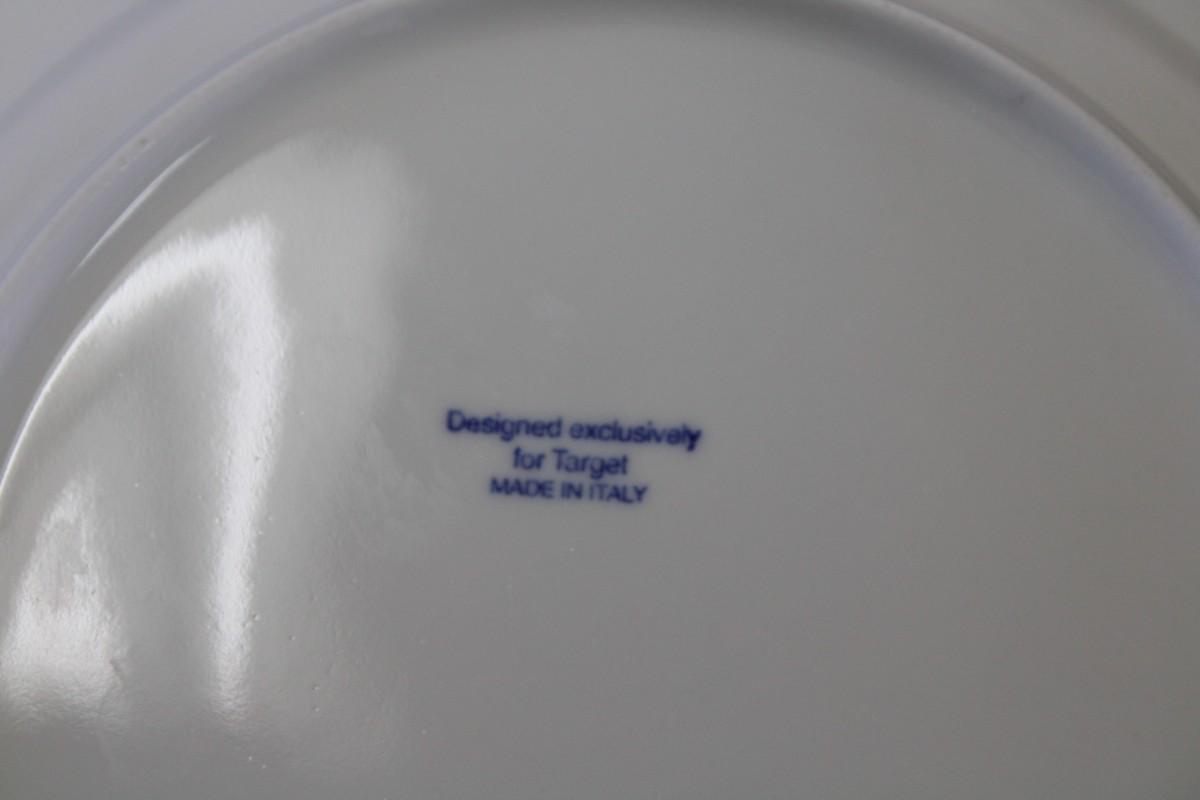 Designed exclusively
for Target
MADE IN ITALY